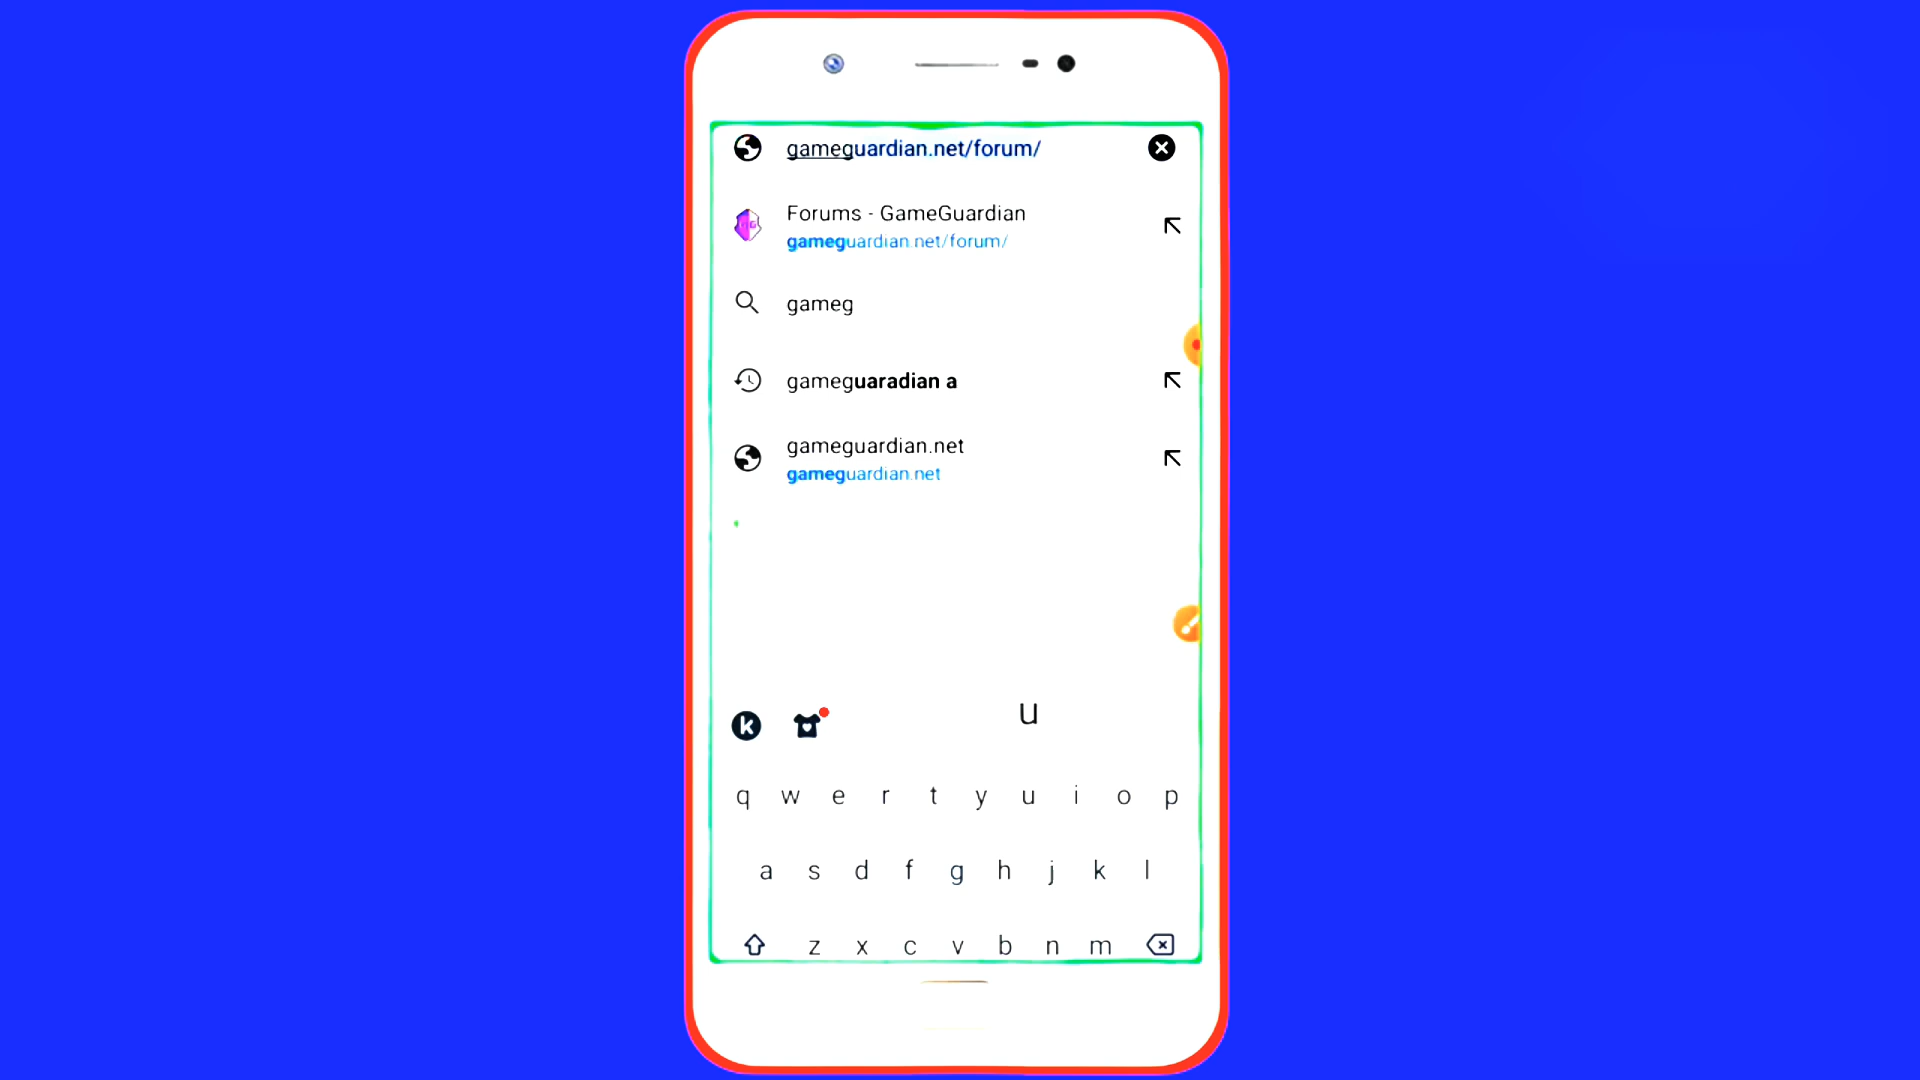 gameguardian.net/forum/
Forums - GameGuardian
gameguardian.net/forum/
gameg
gameguaradian a
gameguardian.net
gameguardian.net
k
u
q w e r t y u i o p
a s d f g h j k l
z x c v b n m